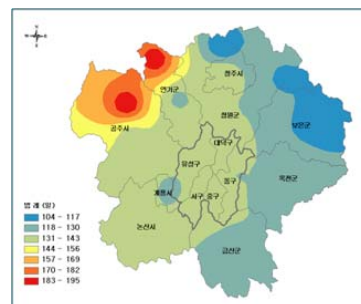 N
청주시
연기군
청원군
보은군
공주시
대덕구
유성구
동구
옥천군
계룡시
서구 중구
논산시
금산군
범 례 (일)
104 - 117
118 - 130
131 - 143
144 - 156
157 - 169
170 - 182
183 - 195